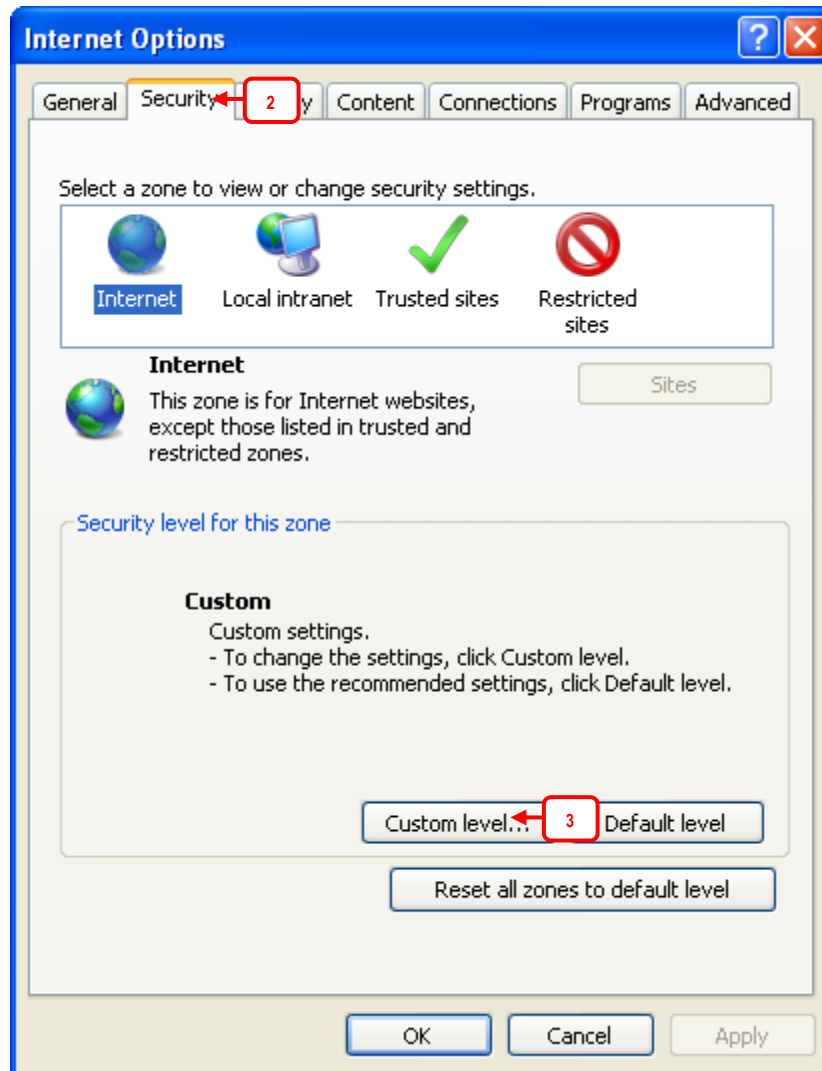 Internet Options
General Security 2 y Content Connections Programs Advanced
Select a zone to view or change security settings.
Internet Local intranet Trusted sites Restricted
sites
Internet
Sites
This zone is for Internet websites,
except those listed in trusted and
restricted zones.
Security level for this zone
Custom
Custom settings.
- To change the settings, click Custom level.
- To use the recommended settings, click Default level.
Custom level... 3 Default level
Reset all zones to default level
OK Cancel Apply